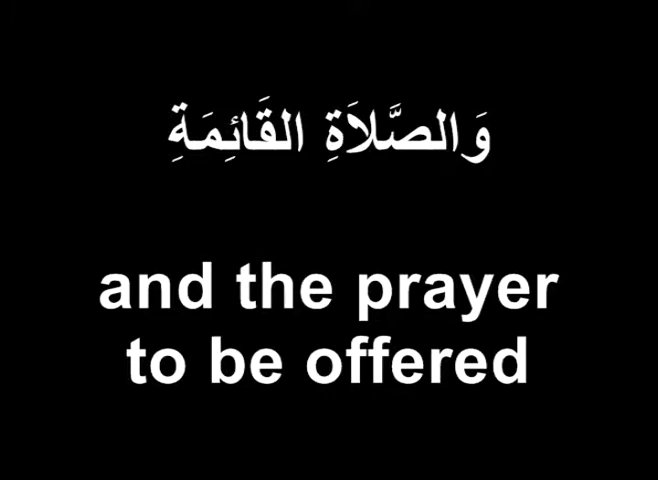 وَالصَّلاَةِ القَائِمَةِ
and the prayer
to be offered